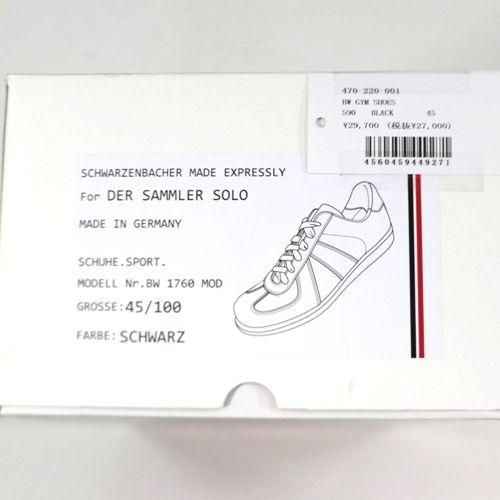 470-220-001
BW GYM SHOES
590 BLACK 45
¥29,700 (税抜¥27,000)
4560459449271
SCHWARZENBACHER MADE EXPRESSLY
For DER SAMMLER SOLO
MADE IN GERMANY
SCHUHE.SPORT.
MODELL Nr.BW 1760 MOD
GROSSE:45/100
FARBE:SCHWARZ